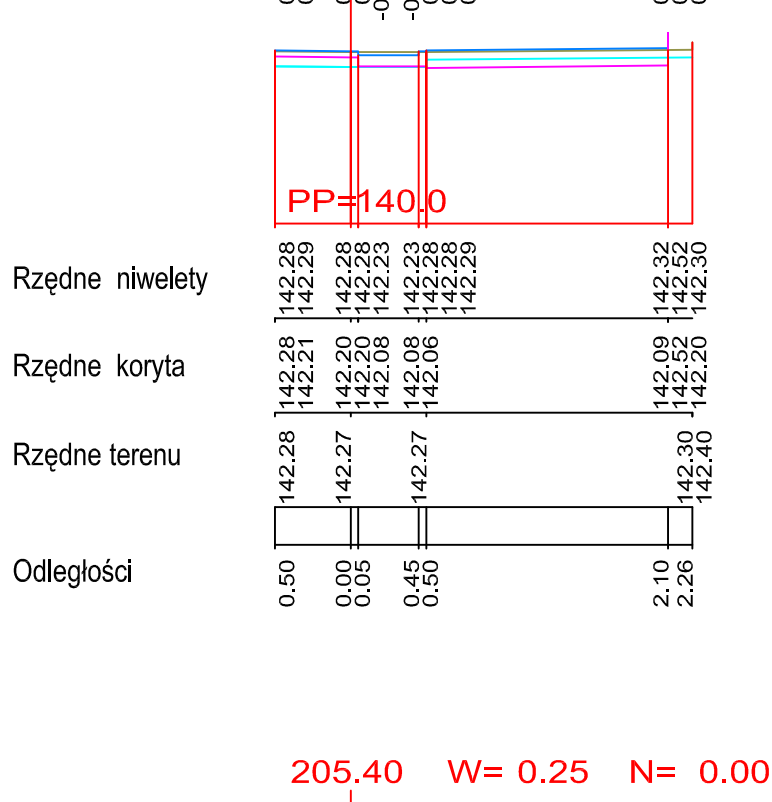 PP=140.0
Rzędne niwelety 142.28 142.29 142.28 142.28 142.23 142.23 142.28 142.28 142.29 142.32 142.52 142.30
Rzędne koryta 142.28 142.21 142.20 142.20 142.08 142.08 142.06 142.09 142.52 142.20
Rzędne terenu 142.28 142.27 142.27 142.30 142.40
Odległości 0.50 0.00 0.05 0.45 0.50 2.10 2.26
205.40 W= 0.25 N= 0.00